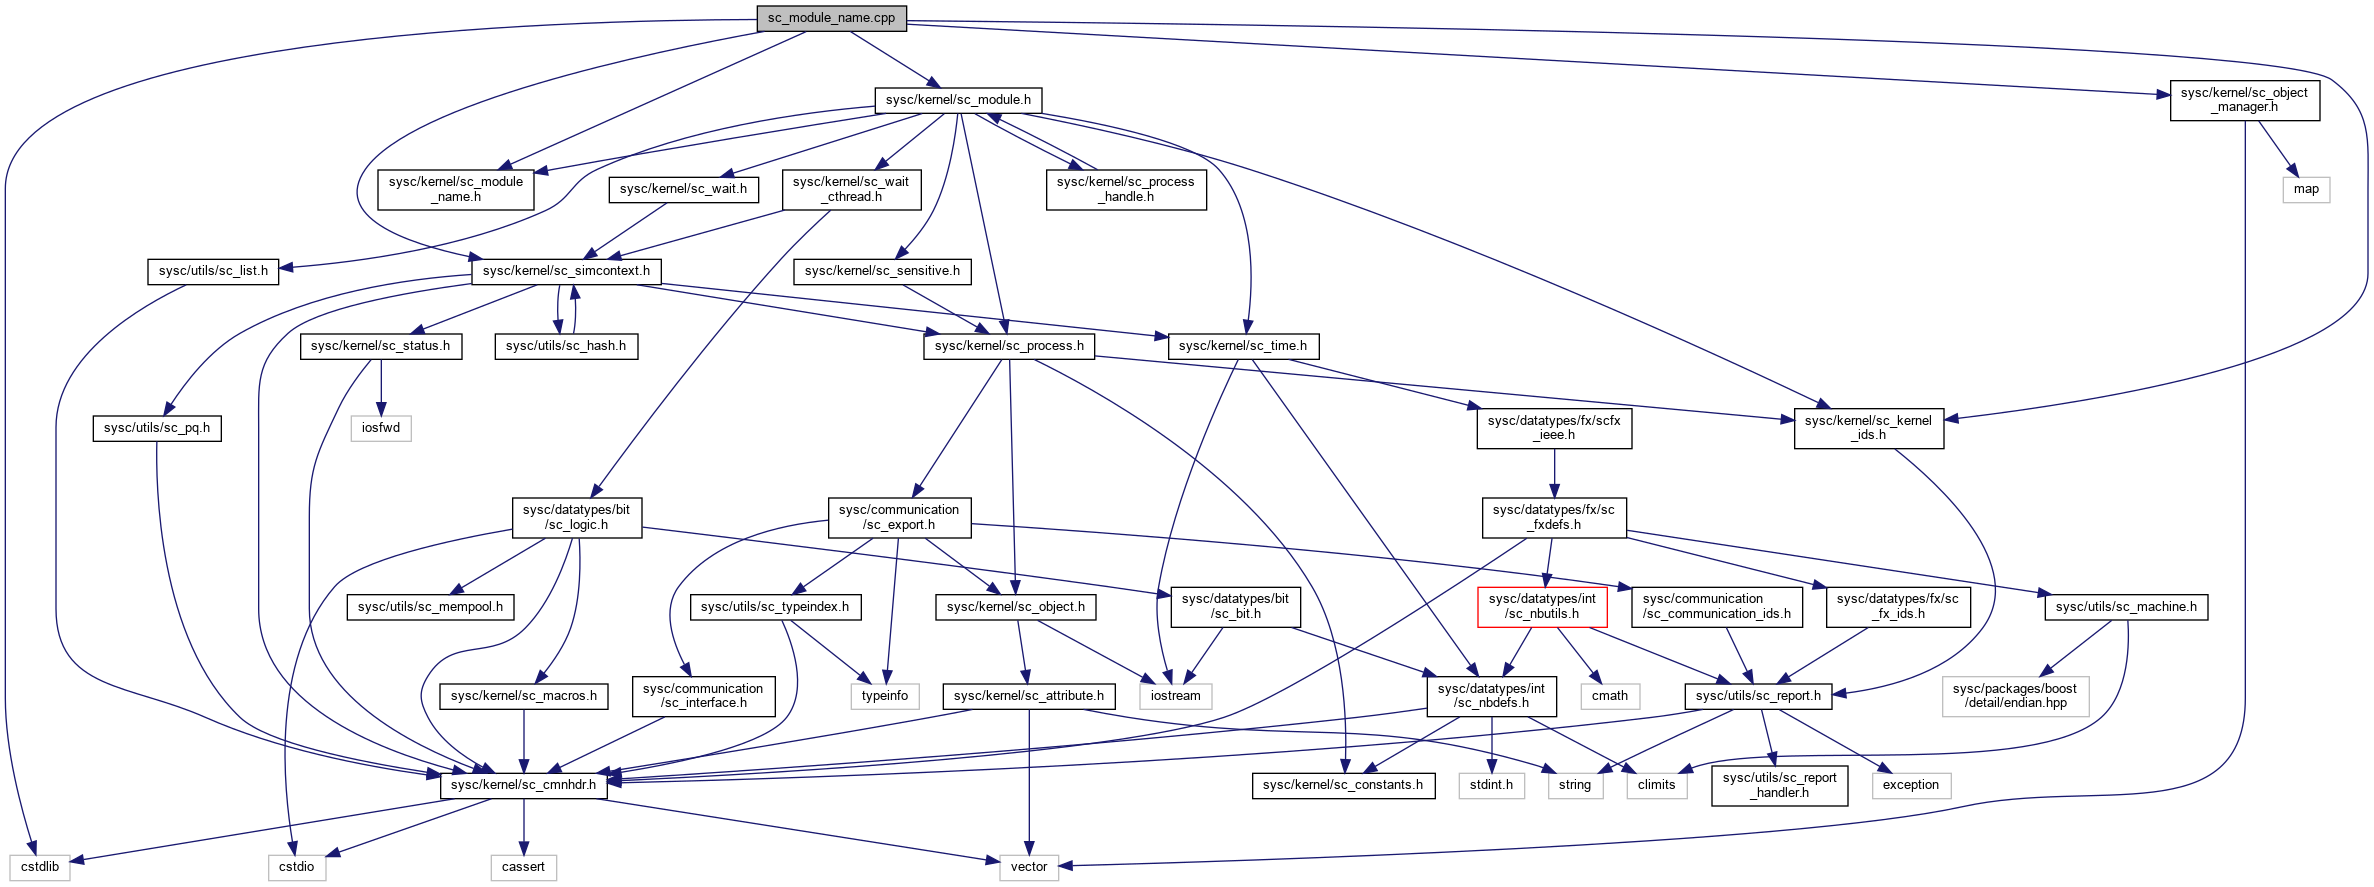 sc_module_name.cpp
sysc/kernel/sc_module.h
sysc/kernel/sc_object
_manager.h
sysc/kernel/sc_module
_name.h
sysc/kernel/sc_wait.h
sysc/kernel/sc_wait
_cthread.h
sysc/kernel/sc_process
_handle.h
map
sysc/utils/sc_list.h
sysc/kernel/sc_simcontext.h
sysc/kernel/sc_sensitive.h
sysc/kernel/sc_status.h
sysc/utils/sc_hash.h
sysc/kernel/sc_process.h
sysc/kernel/sc_time.h
sysc/utils/sc_pq.h
iosfwd
sysc/datatypes/fx/scfx
_ieee.h
sysc/kernel/sc_kernel
_ids.h
sysc/datatypes/bit
/sc_logic.h
sysc/communication
/sc_export.h
sysc/datatypes/fx/sc
_fxdefs.h
sysc/utils/sc_mempool.h
sysc/utils/sc_typeindex.h
sysc/kernel/sc_object.h
sysc/datatypes/bit
/sc_bit.h
sysc/datatypes/int
/sc_nbutils.h
sysc/communication
/sc_communication_ids.h
sysc/datatypes/fx/sc
_fx_ids.h
sysc/utils/sc_machine.h
sysc/kernel/sc_macros.h
sysc/communication
/sc_interface.h
typeinfo
sysc/kernel/sc_attribute.h
iostream
sysc/datatypes/int
/sc_nbdefs.h
cmath
sysc/utils/sc_report.h
sysc/packages/boost
/detail/endian.hpp
sysc/kernel/sc_cmnhdr.h
sysc/kernel/sc_constants.h
stdint.h
string
climits
sysc/utils/sc_report
_handler.h
exception
cstdlib
cstdio
cassert
vector